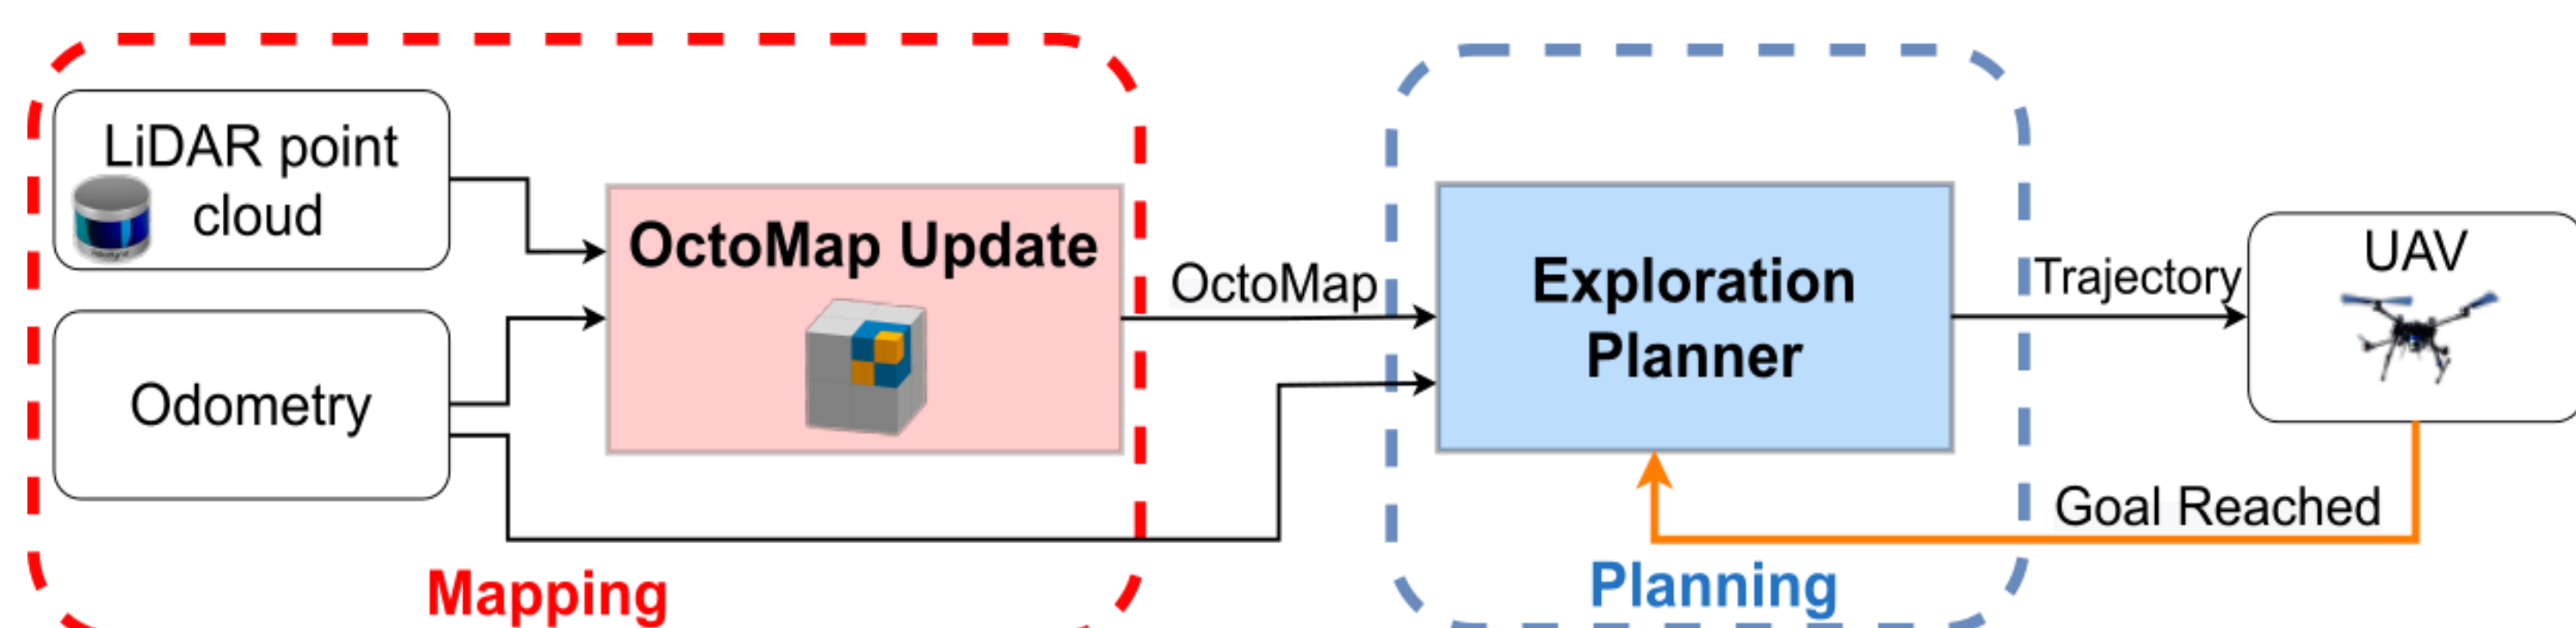 LiDAR point
cloud
Odometry
OctoMap Update
OctoMap
Exploration
Planner
Trajectory
UAV
Goal Reached
Mapping
Planning